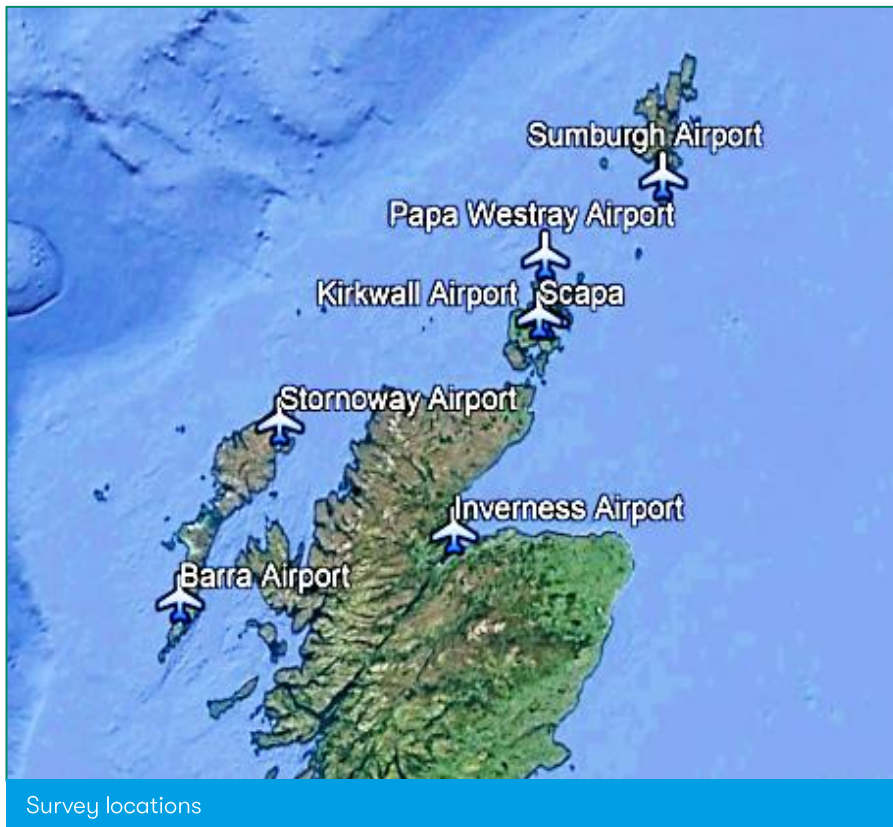 Sumburgh Airport
Papa Westray Airport
Kirkwall Airport Scapa
Stornoway Airport
Inverness Airport
Barra Airport
Survey locations